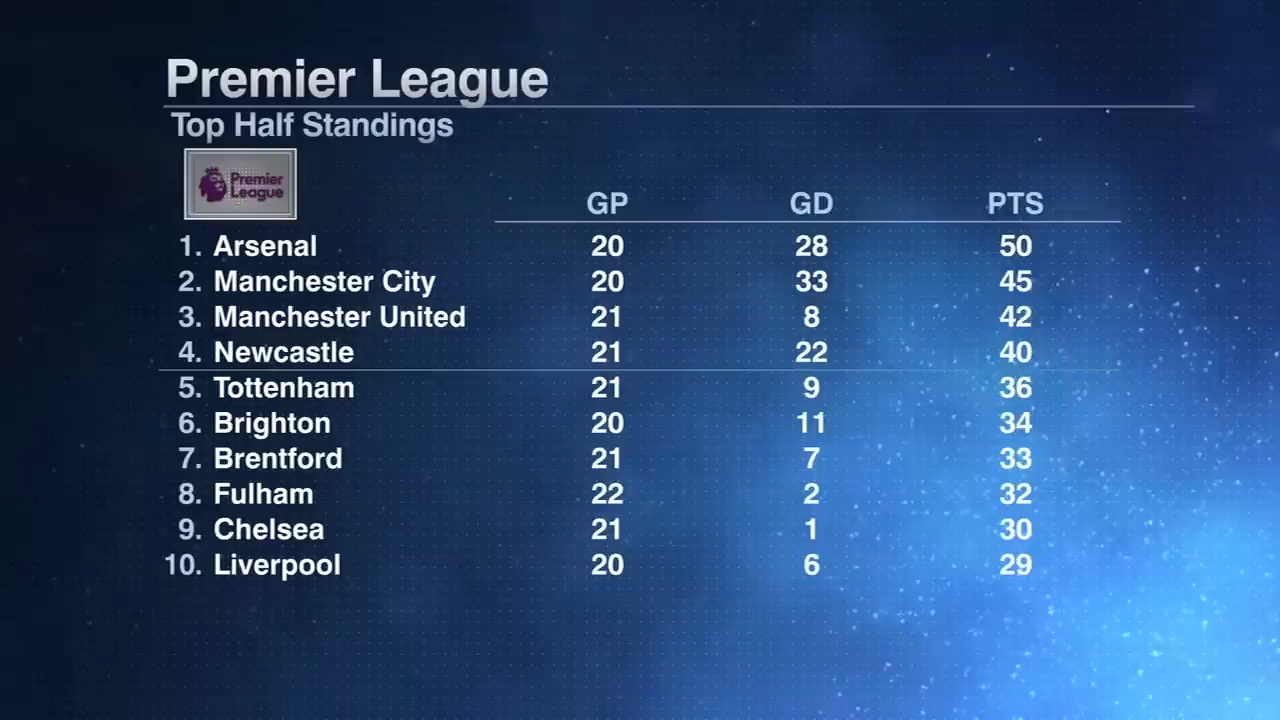 Premier League
Top Half Standings
Premier
League
GP GD PTS
1. Arsenal 20 28 50
2. Manchester City 20 33 45
3. Manchester United 21 8 42
4. Newcastle 21 22 40
5. Tottenham 21 9 36
6. Brighton 20 11 34
7. Brentford 21 7 33
8. Fulham 22 2 32
9. Chelsea 21 1 30
10. Liverpool 20 6 29